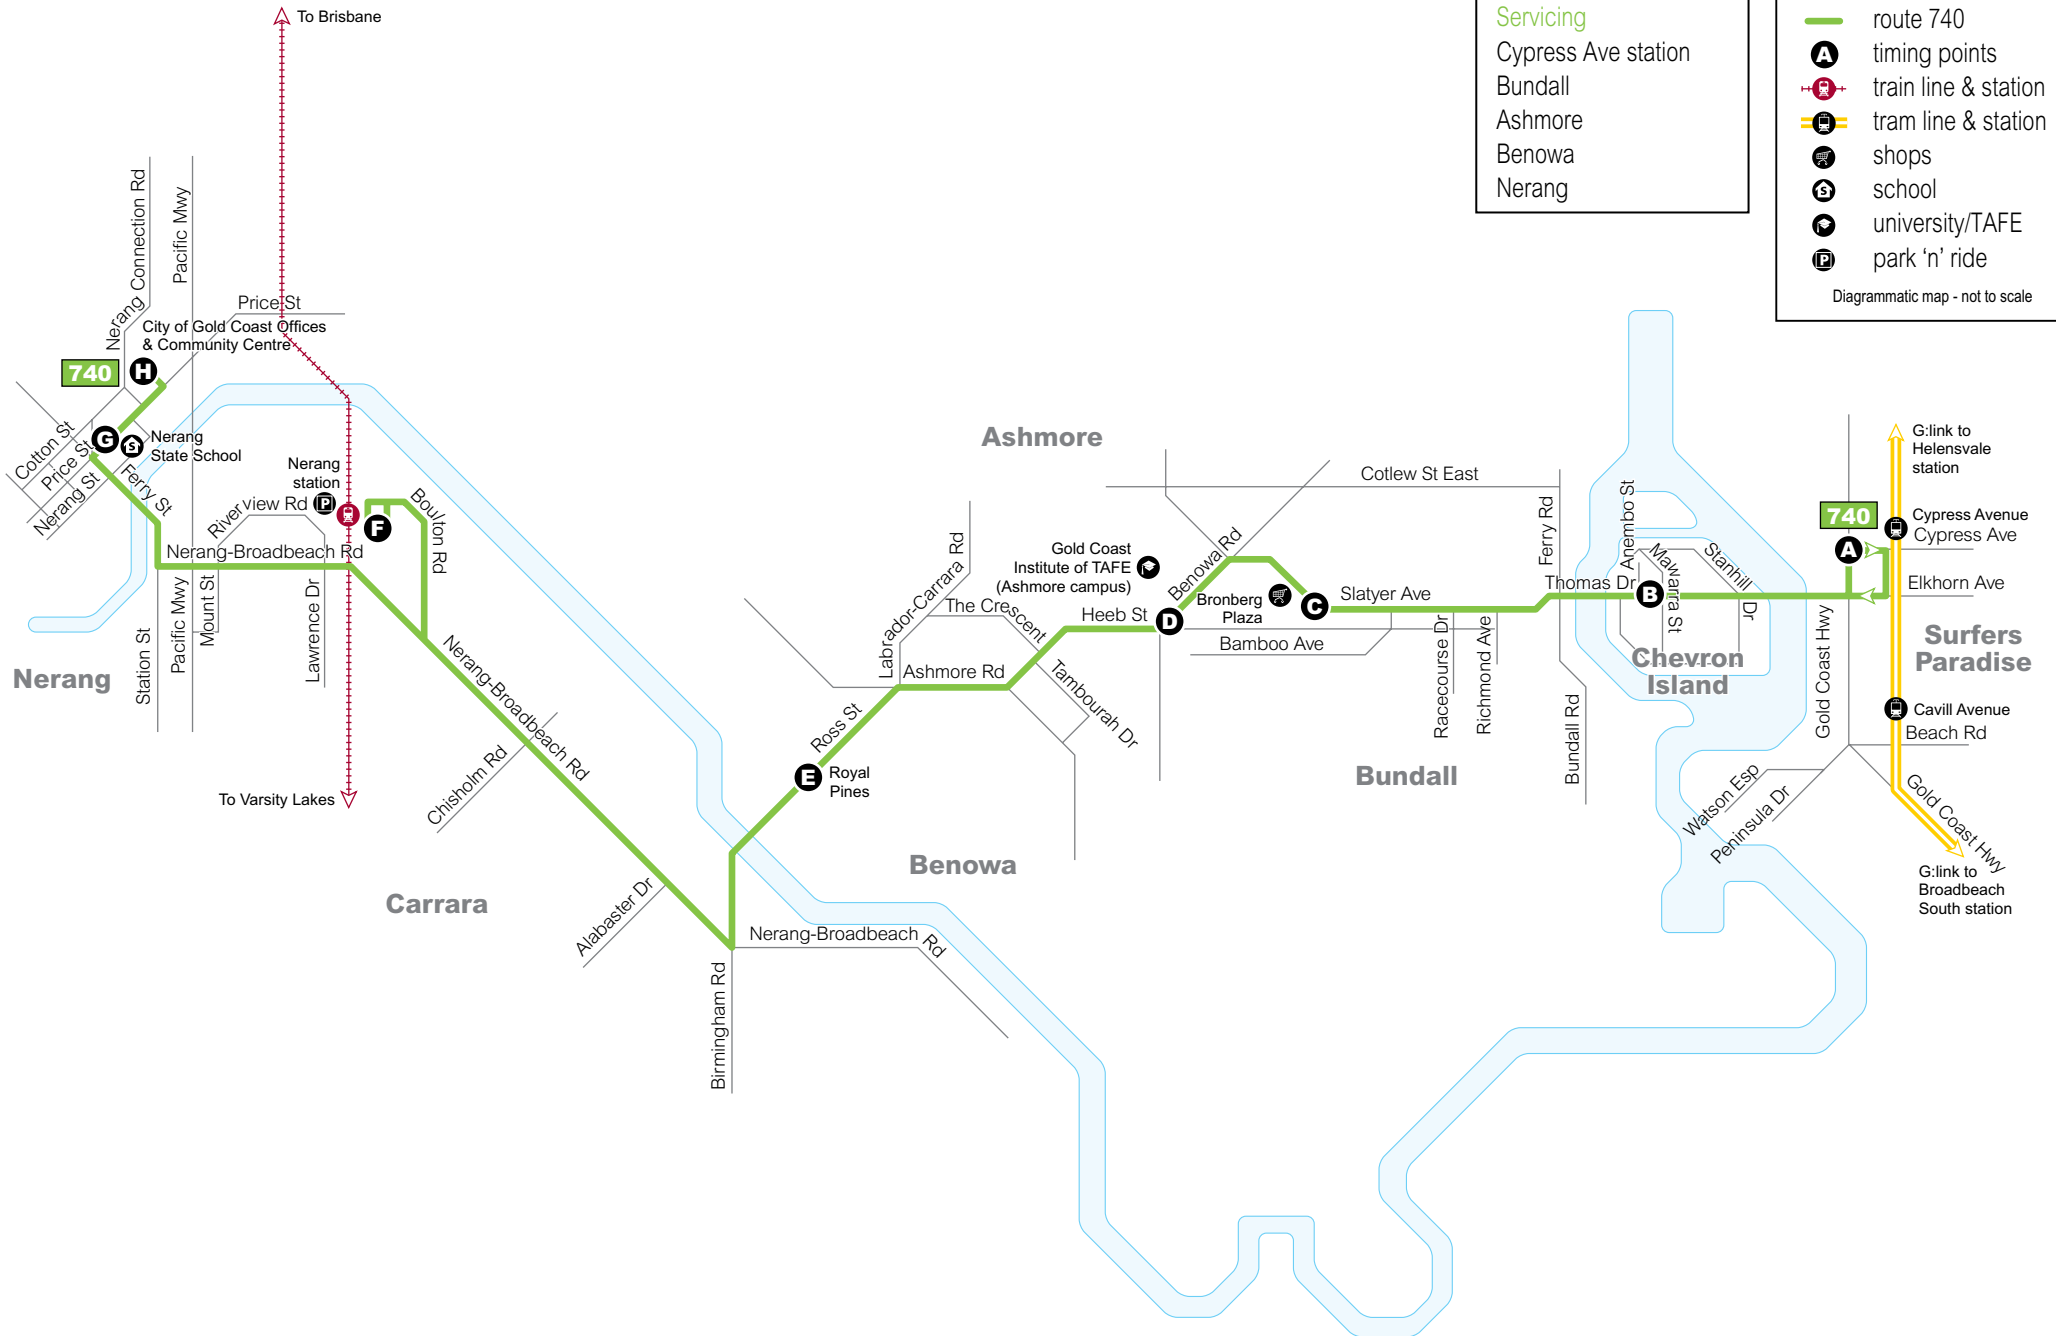 To Brisbane
Servicing
Cypress Ave station
Bundall
Ashmore
Benowa
Nerang
route 740
A
timing points
train line & station
tram line & station
shops
S
school
university/TAFE
P
park ‘n’ ride
Diagrammatic map - not to scale
Nerang Connection Rd
Pacific Mwy
Price St
City of Gold Coast Offices
& Community Centre
740
H
Cotton St
Price St
Nerang St
G
S
Nerang
State School
Ferry St
Nerang
station
P
River view Rd
F
Boulton Rd
Nerang-Broadbeach Rd
Station St
Pacific Mwy
Mount St
Lawrence Dr
Nerang
To Varsity Lakes
Nerang-Broadbeach Rd
Chisholm Rd
Carrara
Alabaster Dr
Birmingham Rd
Nerang-Broadbeach Rd
Benowa
E
Royal
Pines
Ross St
Ashmore Rd
Labrador-Carrara Rd
The Crescent
Tambourah Dr
Heeb St
D
Ashmore
Gold Coast
Institute of TAFE
(Ashmore campus)
Benowa Rd
Bronberg
Plaza
C
Slatyer Ave
Bamboo Ave
Cotlew St East
Racecourse Dr
Richmond Ave
Bundall
Ferry Rd
Bundall Rd
Thomas Dr
B
Anembo St
Mawarra St
Stanhill Dr
Chevron
Island
Gold Coast Hwy
740
A
G:link to
Helensvale
station
Cypress Avenue
Cypress Ave
Elkhorn Ave
Surfers
Paradise
Cavill Avenue
Beach Rd
Watson Esp
Peninsula Dr
Gold Coast Hwy
G:link to
Broadbeach
South station